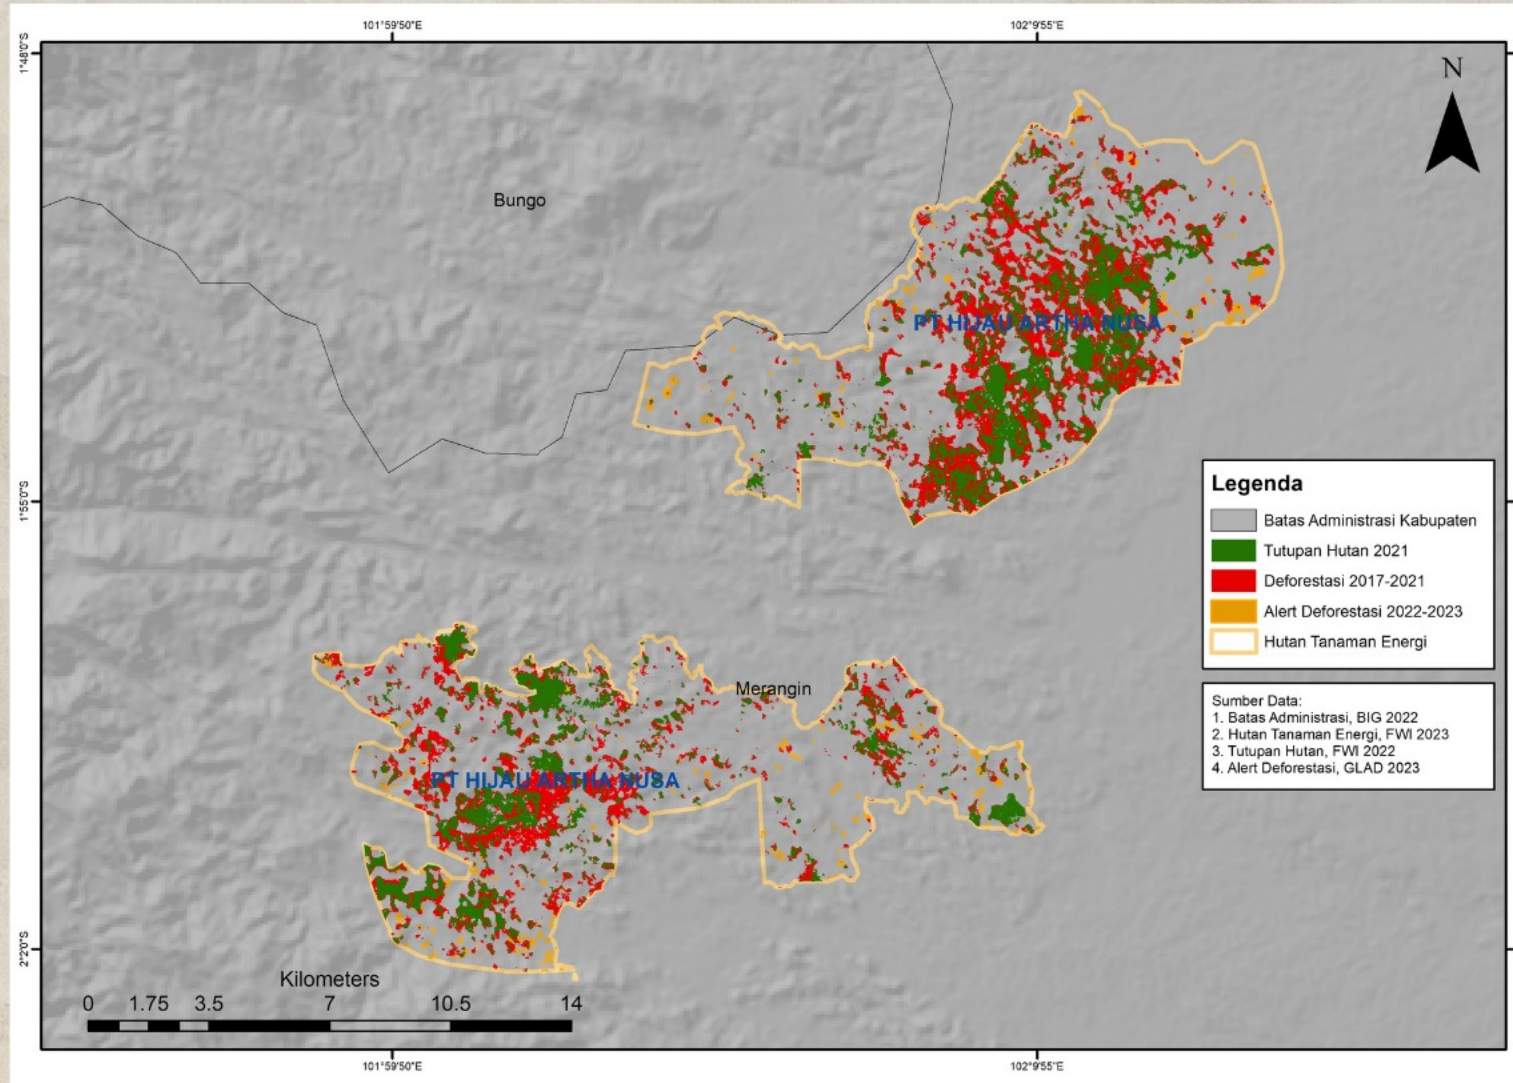 101°59'50"E
102°9'55"E
1°48'0"S
N
Bungo
PT HIJAU ARTHA NUSA
Legenda
Batas Administrasi Kabupaten
1°55'0"S
Tutupan Hutan 2021
Deforestasi 2017-2021
Alert Deforestasi 2022-2023
Hutan Tanaman Energi
Merangin
Sumber Data:
1. Batas Administrasi, BIG 2022
2. Hutan Tanaman Energi, FWI 2023
3. Tutupan Hutan, FWI 2022
4. Alert Deforestasi, GLAD 2023
PT HIJAU ARTHA NUSA
2°2'0"S
Kilometers
0 1.75 3.5 7 10.5 14
101°59'50"E
102°9'55"E